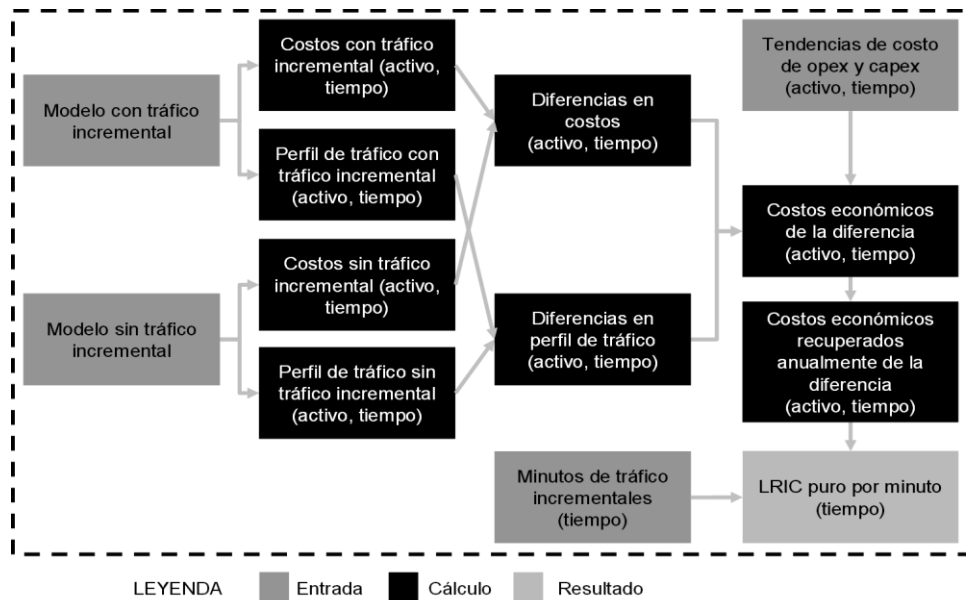 Modelo con tráfico
incremental
Modelo sin tráfico
incremental
Costos con tráfico
incremental (activo,
tiempo)
Perfil de tráfico con
tráfico incremental
(activo, tiempo)
Costos sin tráfico
incremental (activo,
tiempo)
Perfil de tráfico sin
tráfico incremental
(activo, tiempo)
Diferencias en
costos
(activo, tiempo)
Diferencias en
perfil de tráfico
(activo, tiempo)
Minutos de tráfico
incrementales
(tiempo)
Tendencias de costo
de opex y capex
(activo, tiempo)
Costos económicos
de la diferencia
(activo, tiempo)
Costos económicos
recuperados
anualmente de la
diferencia
(activo, tiempo)
LRIC puro por minuto
(tiempo)
LEYENDA
Entrada
Cálculo
Resultado